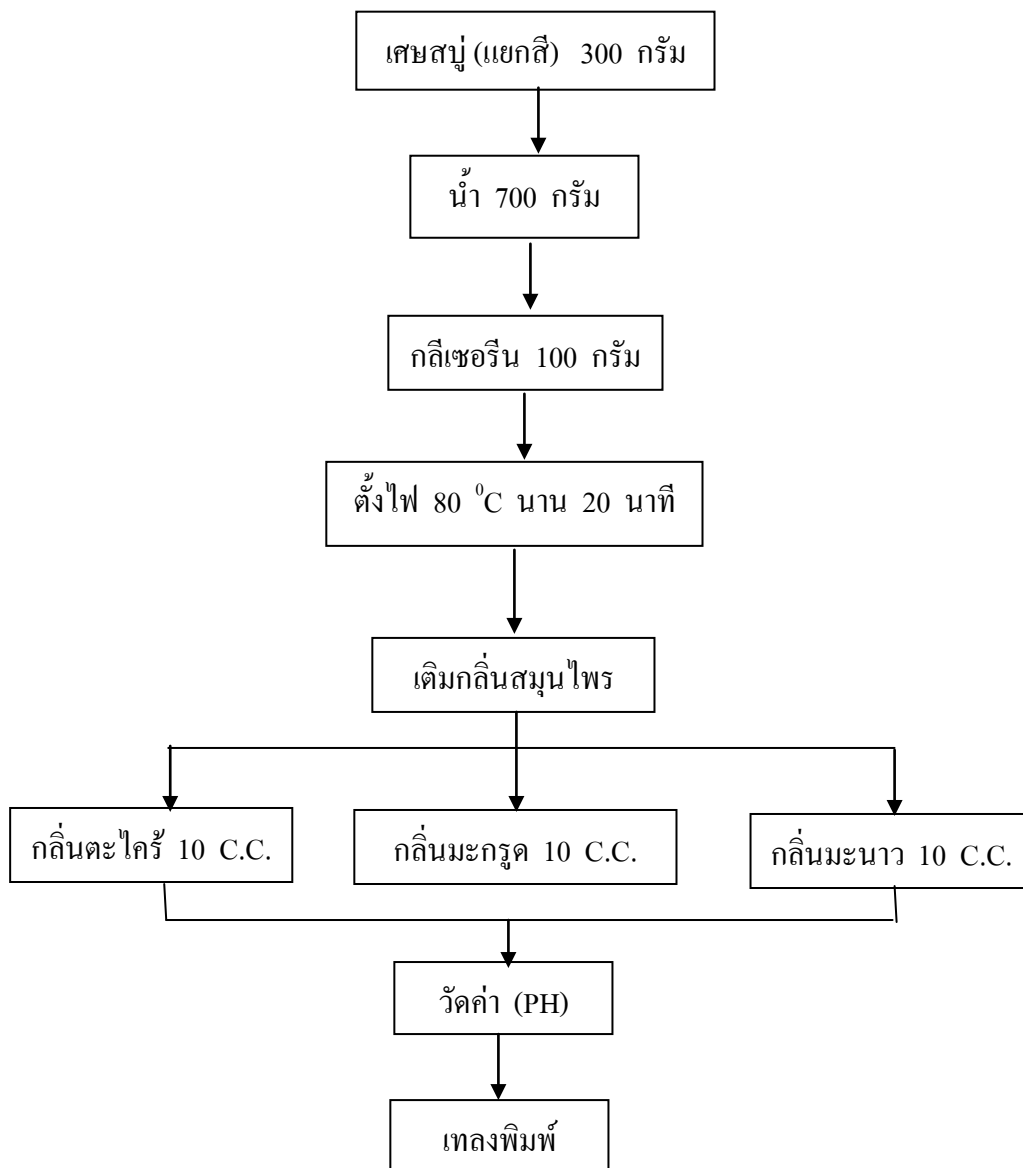 เศษสบู่ (แยกสี) 300 กรัม
น้ำ 700 กรัม
กลีเซอรีน 100 กรัม
ตั้งไฟ 80 ⁰C นาน 20 นาที
เติมกลิ่นสมุนไพร
กลิ่นตะไคร้ 10 C.C.
กลิ่นมะกรูด 10 C.C.
กลิ่นมะนาว 10 C.C.
วัดค่า (PH)
เทลงพิมพ์